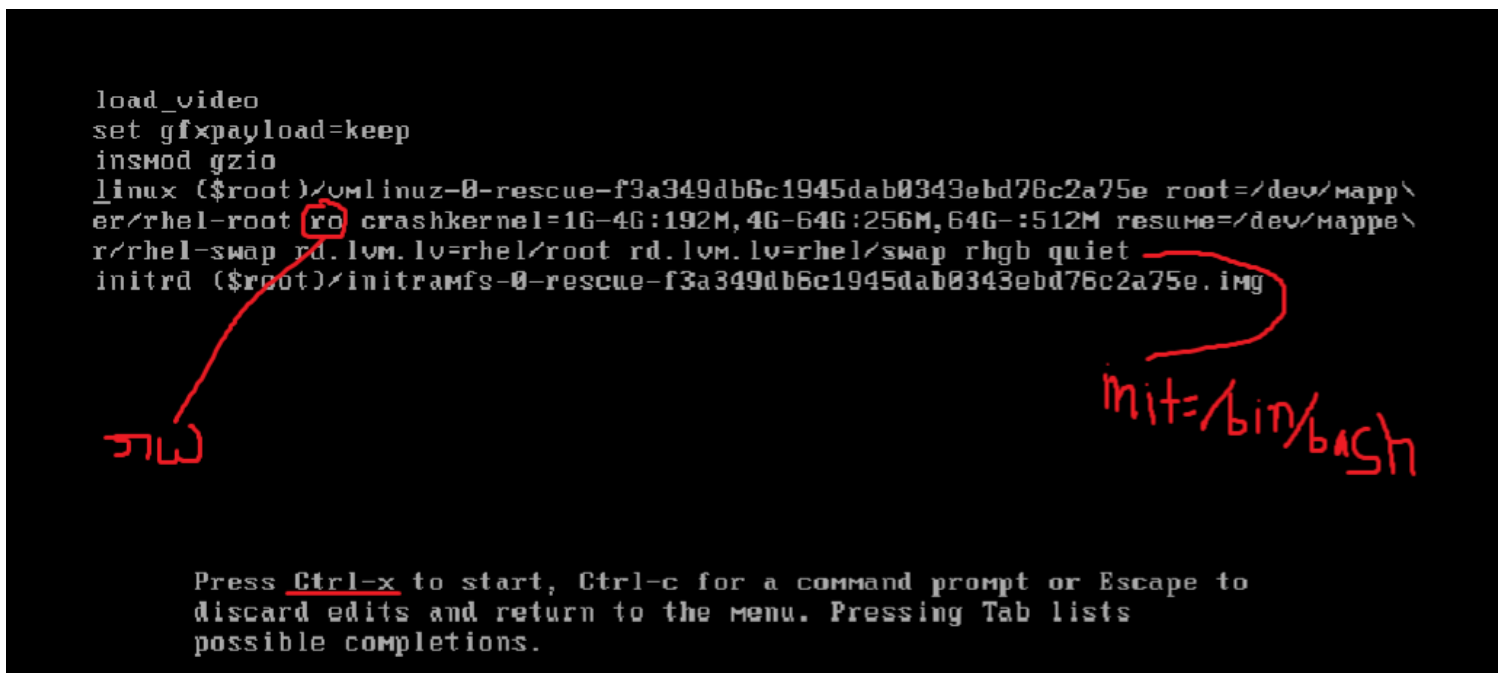 load_video
set gfxpayload=keep
insmod gzio
linux ($root)/vmlinuz-0-rescue-f3a349db6c1945dab0343ebd76c2a75e root=/dev/mapp\
er/rhel-root ro crashkernel=1G-4G:192M,4G-64G:256M,64G-:512M resume=/dev/mappe\
r/rhel-swap rd.lvm.lv=rhel/root rd.lvm.lv=rhel/swap rhgb quiet
initrd ($root)/initramfs-0-rescue-f3a349db6c1945dab0343ebd76c2a75e.img
rw
init=/bin/bash
Press Ctrl-x to start, Ctrl-c for a command prompt or Escape to
discard edits and return to the menu. Pressing Tab lists
possible completions.